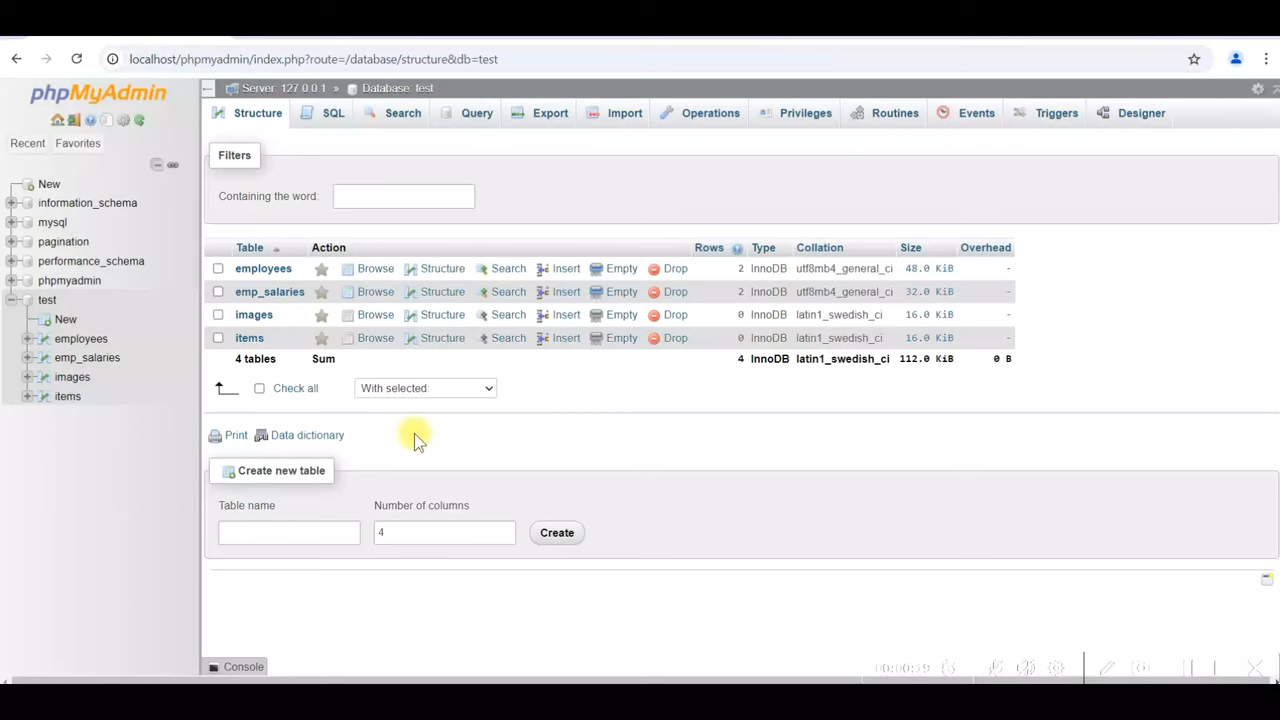 localhost/phpmyadmin/index.php?route=/database/structure&db=test
phpMyAdmin
Recent Favorites
New
information_schema
mysql
pagination
performance_schema
phpmyadmin
test
New
employees
emp_salaries
images
items
Server: 127.0.0.1 » Database: test
Structure SQL Search Query Export Import Operations Privileges Routines Events Triggers Designer
Filters
Containing the word:
Table Action Rows Type Collation Size Overhead
employees Browse Structure Search Insert Empty Drop 2 InnoDB utf8mb4_general_ci 48.0 KiB -
emp_salaries Browse Structure Search Insert Empty Drop 2 InnoDB utf8mb4_general_ci 32.0 KiB -
images Browse Structure Search Insert Empty Drop 0 InnoDB latin1_swedish_ci 16.0 KiB -
items Browse Structure Search Insert Empty Drop 0 InnoDB latin1_swedish_ci 16.0 KiB -
4 tables Sum 4 InnoDB latin1_swedish_ci 112.0 KiB 0 B
Check all With selected:
Print Data dictionary
Create new table
Table name Number of columns
4 Create
Console